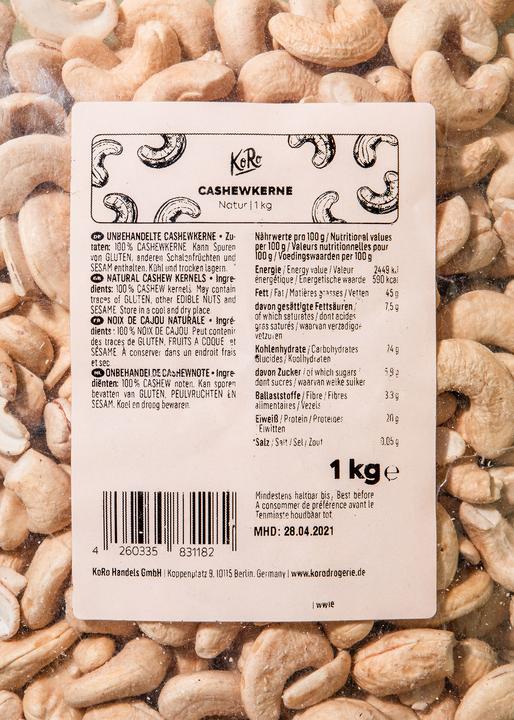 KoRo
CASHEWKERNE
Natur | 1 kg
DE UNBEHANDELTE CASHEWKERNE • Zu-
taten: 100% CASHEWKERNE. Kann Spuren
von GLUTEN, anderen Schalenfrüchten und
SESAM enthalten. Kühl und trocken lagern.
NATURAL CASHEW KERNELS • Ingre-
dients: 100% CASHEW kernels. May contain
traces of GLUTEN, other EDIBLE NUTS and
SESAME. Store in a cool and dry place.
NOIX DE CAJOU NATURALE • Ingré-
dients : 100 % NOIX DE CAJOU. Peut contenir
des traces de GLUTEN, FRUITS À COQUE et
SÉSAME. À conserver dans un endroit frais
et sec.
NL UNBEHANDELDE CASHEWNOTE • Ingre-
diënten: 100% CASHEW noten. Kan sporen
bevatten van GLUTEN, PEULVRUCHTEN EN
SESAM. Koel en droog bewaren.
Nährwerte pro 100 g / Nutritional values
per 100 g / Valeurs nutritionnelles pour
100 g / Voedingswaarden per 100 g
Energie / Energy value / Valeur 2449 kJ
énergétique / Energetische waarde 590 kcal
Fett / Fat / Matières grasses / Vetten 45 g
davon gesättigte Fettsäuren / 7,5 g
of which saturates / dont acides
gras saturés / waarvan verzadigde
vetzuren
Kohlenhydrate / Carbohydrates 24 g
Glucides / Koolhydraten
davon Zucker / of which sugars 5,9 g
dont sucres / waarvan welke suiker
Ballaststoffe / Fibre / Fibres 3,3 g
alimentaires / Vezels
Eiweiß / Protein / Protéines 20 g
Eiwitten
*Salz / Salt / Sel / Zout 0,05 g
1 kg e
Mindestens haltbar bis, Best before
À consommer de préférence avant le
Tenminste houdbaar tot
MHD: 28.04.2021
4 260335 831182
KoRo Handels GmbH | Koppenplatz 9, 10115 Berlin, Germany | www.korodrogerie.de